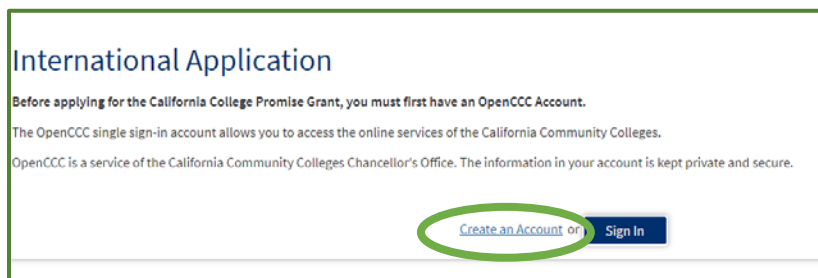 International Application
Before applying for the California College Promise Grant, you must first have an OpenCCC Account.
The OpenCCC single sign-in account allows you to access the online services of the California Community Colleges.
OpenCCC is a service of the California Community Colleges Chancellor's Office. The information in your account is kept private and secure.
Create an Account or Sign In